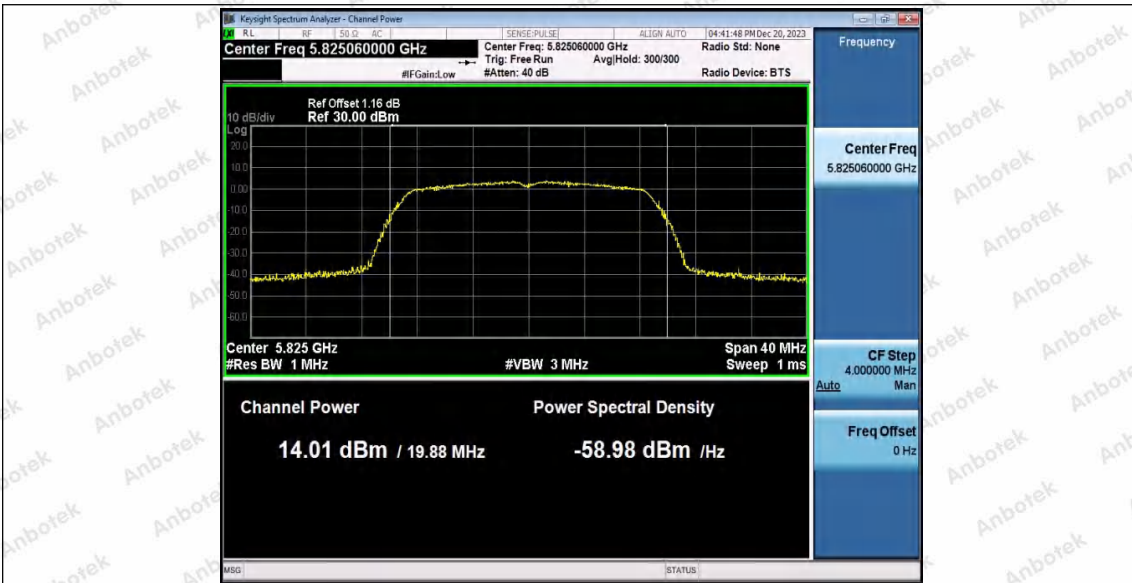 Keysight Spectrum Analyzer - Channel Power
RL RF 50 Ω AC SENSE:PULSE ALIGN AUTO 04:41:48 PM Dec 20, 2023
Center Freq 5.825060000 GHz
Center Freq: 5.825060000 GHz Radio Std: None
Trig: Free Run Avg|Hold: 300/300
#IFGain:Low #Atten: 40 dB Radio Device: BTS
Ref Offset 1.16 dB
10 dB/div Ref 30.00 dBm
Log
20.0
10.0
0.00
-10.0
-20.0
-30.0
-40.0
-50.0
-60.0
Center 5.825 GHz Span 40 MHz
#Res BW 1 MHz #VBW 3 MHz Sweep 1 ms
Channel Power Power Spectral Density
14.01 dBm / 19.88 MHz -58.98 dBm /Hz
MSG STATUS
Frequency
Center Freq
5.825060000 GHz
CF Step
4.000000 MHz
Auto Man
Freq Offset
0 Hz
Anbotek